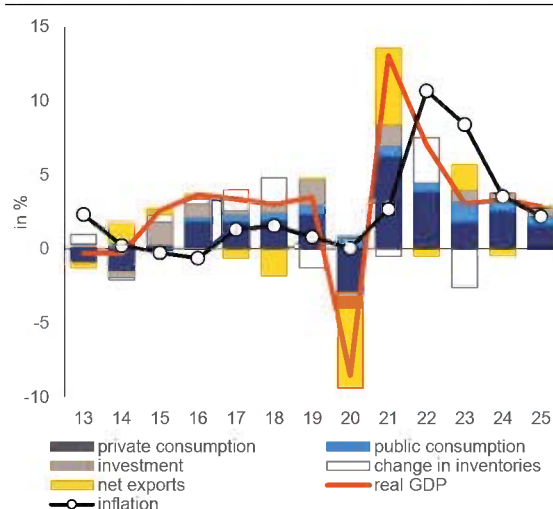 15
10
5
0
-5
-10
in %
13 14 15 16 17 18 19 20 21 22 23 24 25
private consumption public consumption
investment change in inventories
net exports real GDP
inflation